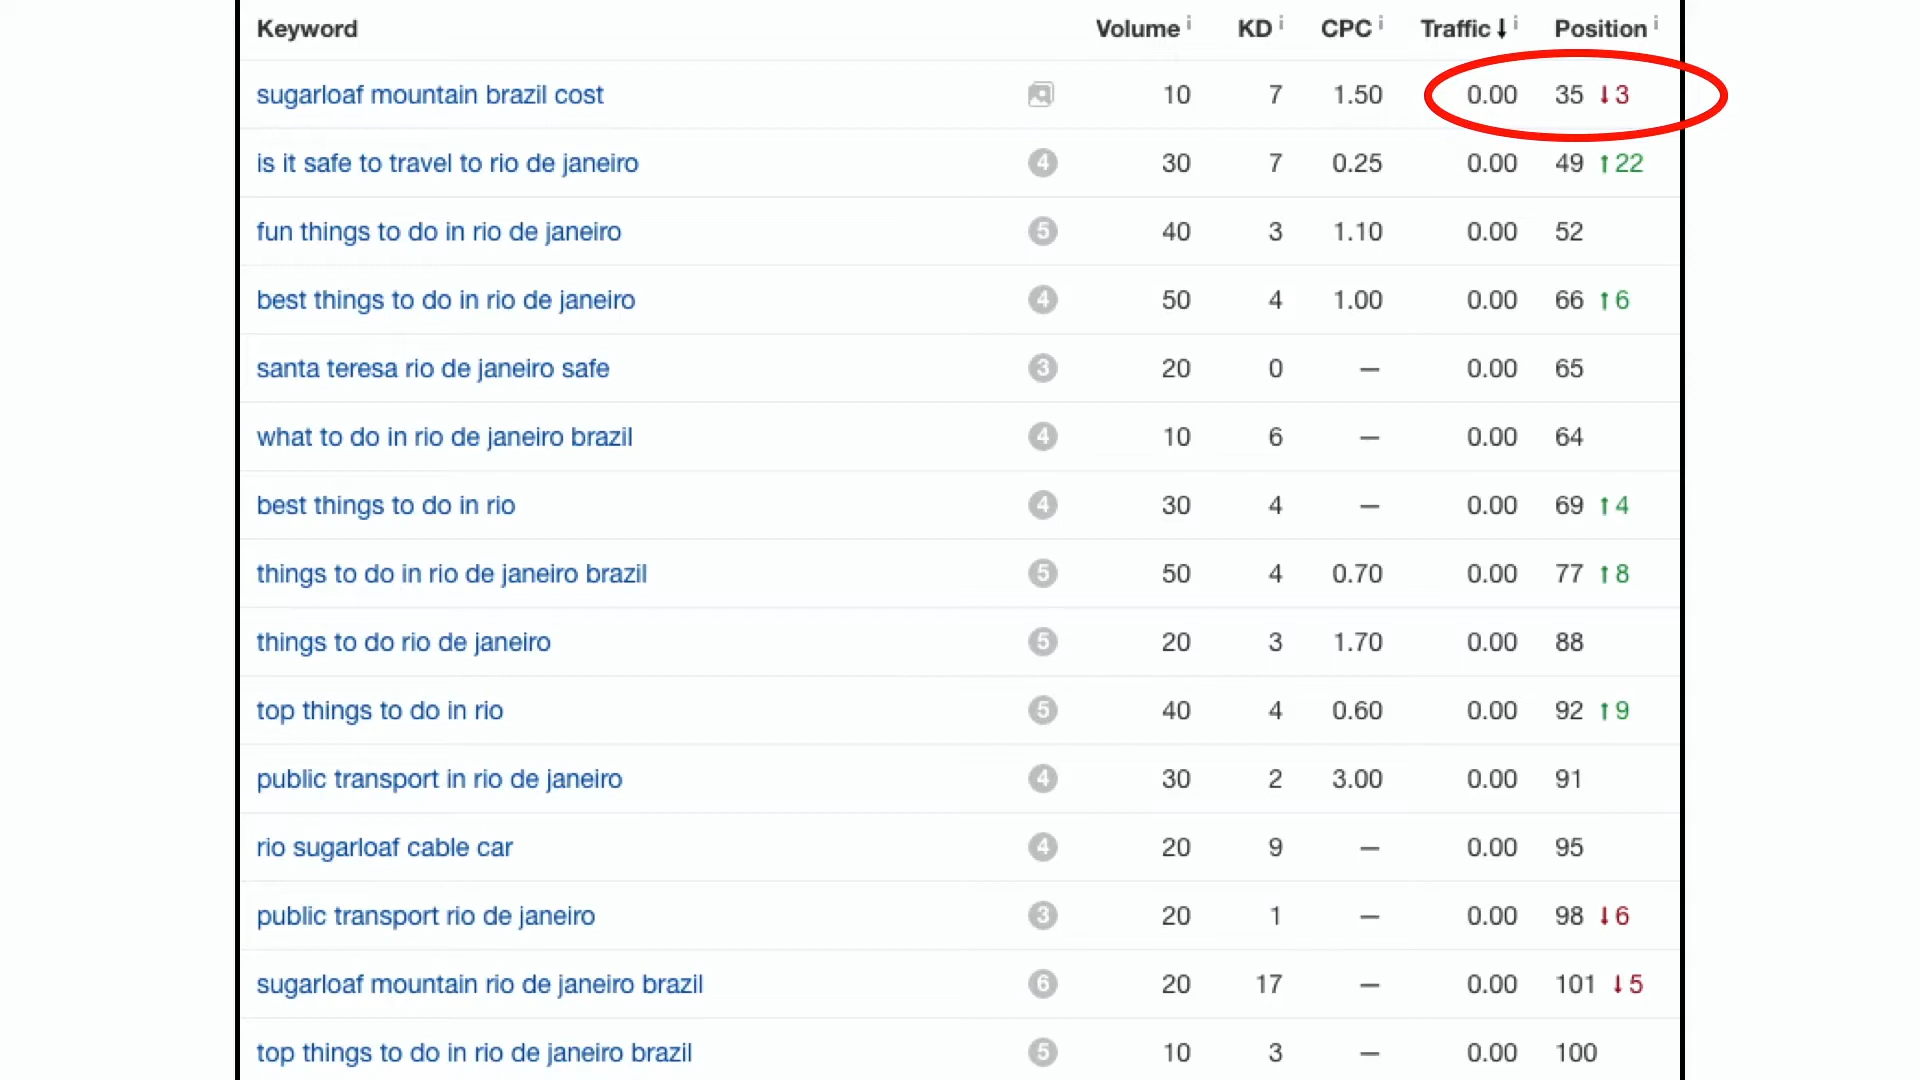 Keyword Volume i KD i CPC i Traffic ↓ i Position i
sugarloaf mountain brazil cost 10 7 1.50 0.00 35 ↓3
is it safe to travel to rio de janeiro 4 30 7 0.25 0.00 49 ↑22
fun things to do in rio de janeiro 5 40 3 1.10 0.00 52
best things to do in rio de janeiro 4 50 4 1.00 0.00 66 ↑6
santa teresa rio de janeiro safe 3 20 0 — 0.00 65
what to do in rio de janeiro brazil 4 10 6 — 0.00 64
best things to do in rio 4 30 4 — 0.00 69 ↑4
things to do in rio de janeiro brazil 5 50 4 0.70 0.00 77 ↑8
things to do rio de janeiro 5 20 3 1.70 0.00 88
top things to do in rio 5 40 4 0.60 0.00 92 ↑9
public transport in rio de janeiro 4 30 2 3.00 0.00 91
rio sugarloaf cable car 4 20 9 — 0.00 95
public transport rio de janeiro 3 20 1 — 0.00 98 ↓6
sugarloaf mountain rio de janeiro brazil 6 20 17 — 0.00 101 ↓5
top things to do in rio de janeiro brazil 5 10 3 — 0.00 100